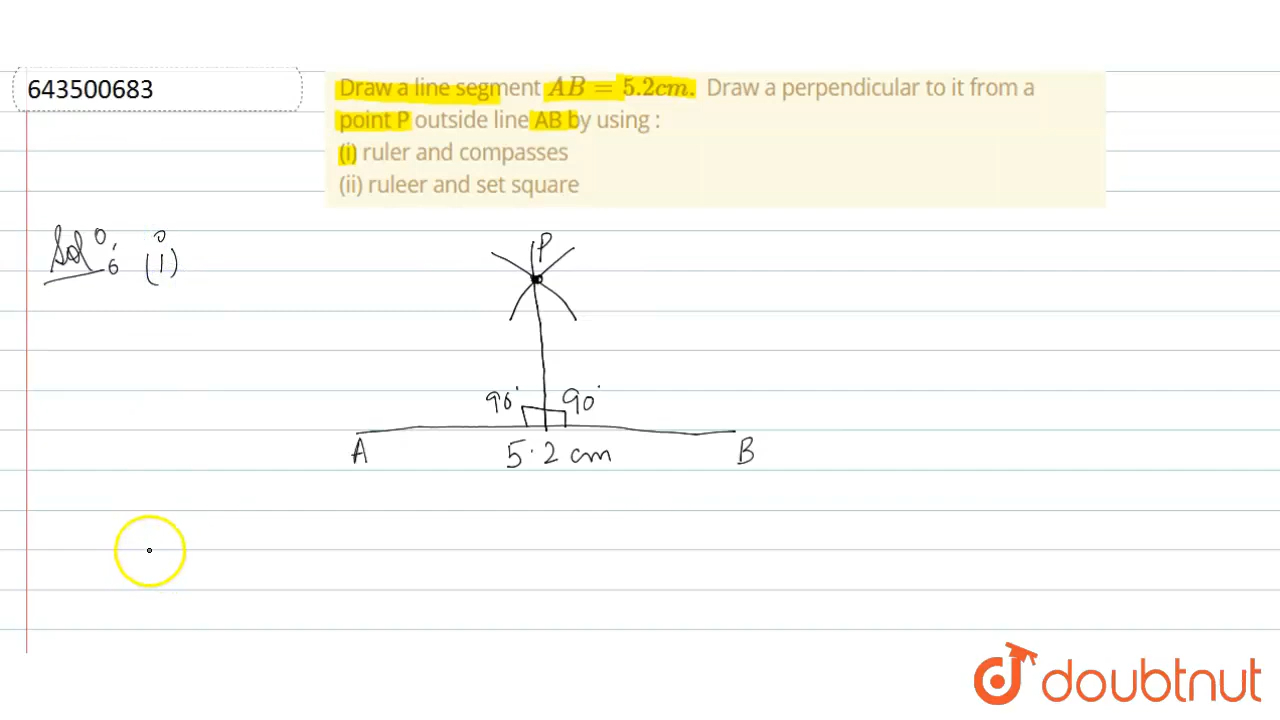 643500683
Draw a line segment AB = 5.2cm. Draw a perpendicular to it from a
point P outside line AB by using :
(i) ruler and compasses
(ii) ruleer and set square
Sol: (i)
P
90° 90°
A 5.2 cm B
doubtnut